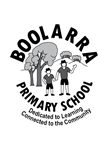 BOOLARRA
PRIMARY SCHOOL
Dedicated to Learning
Connected to the Community